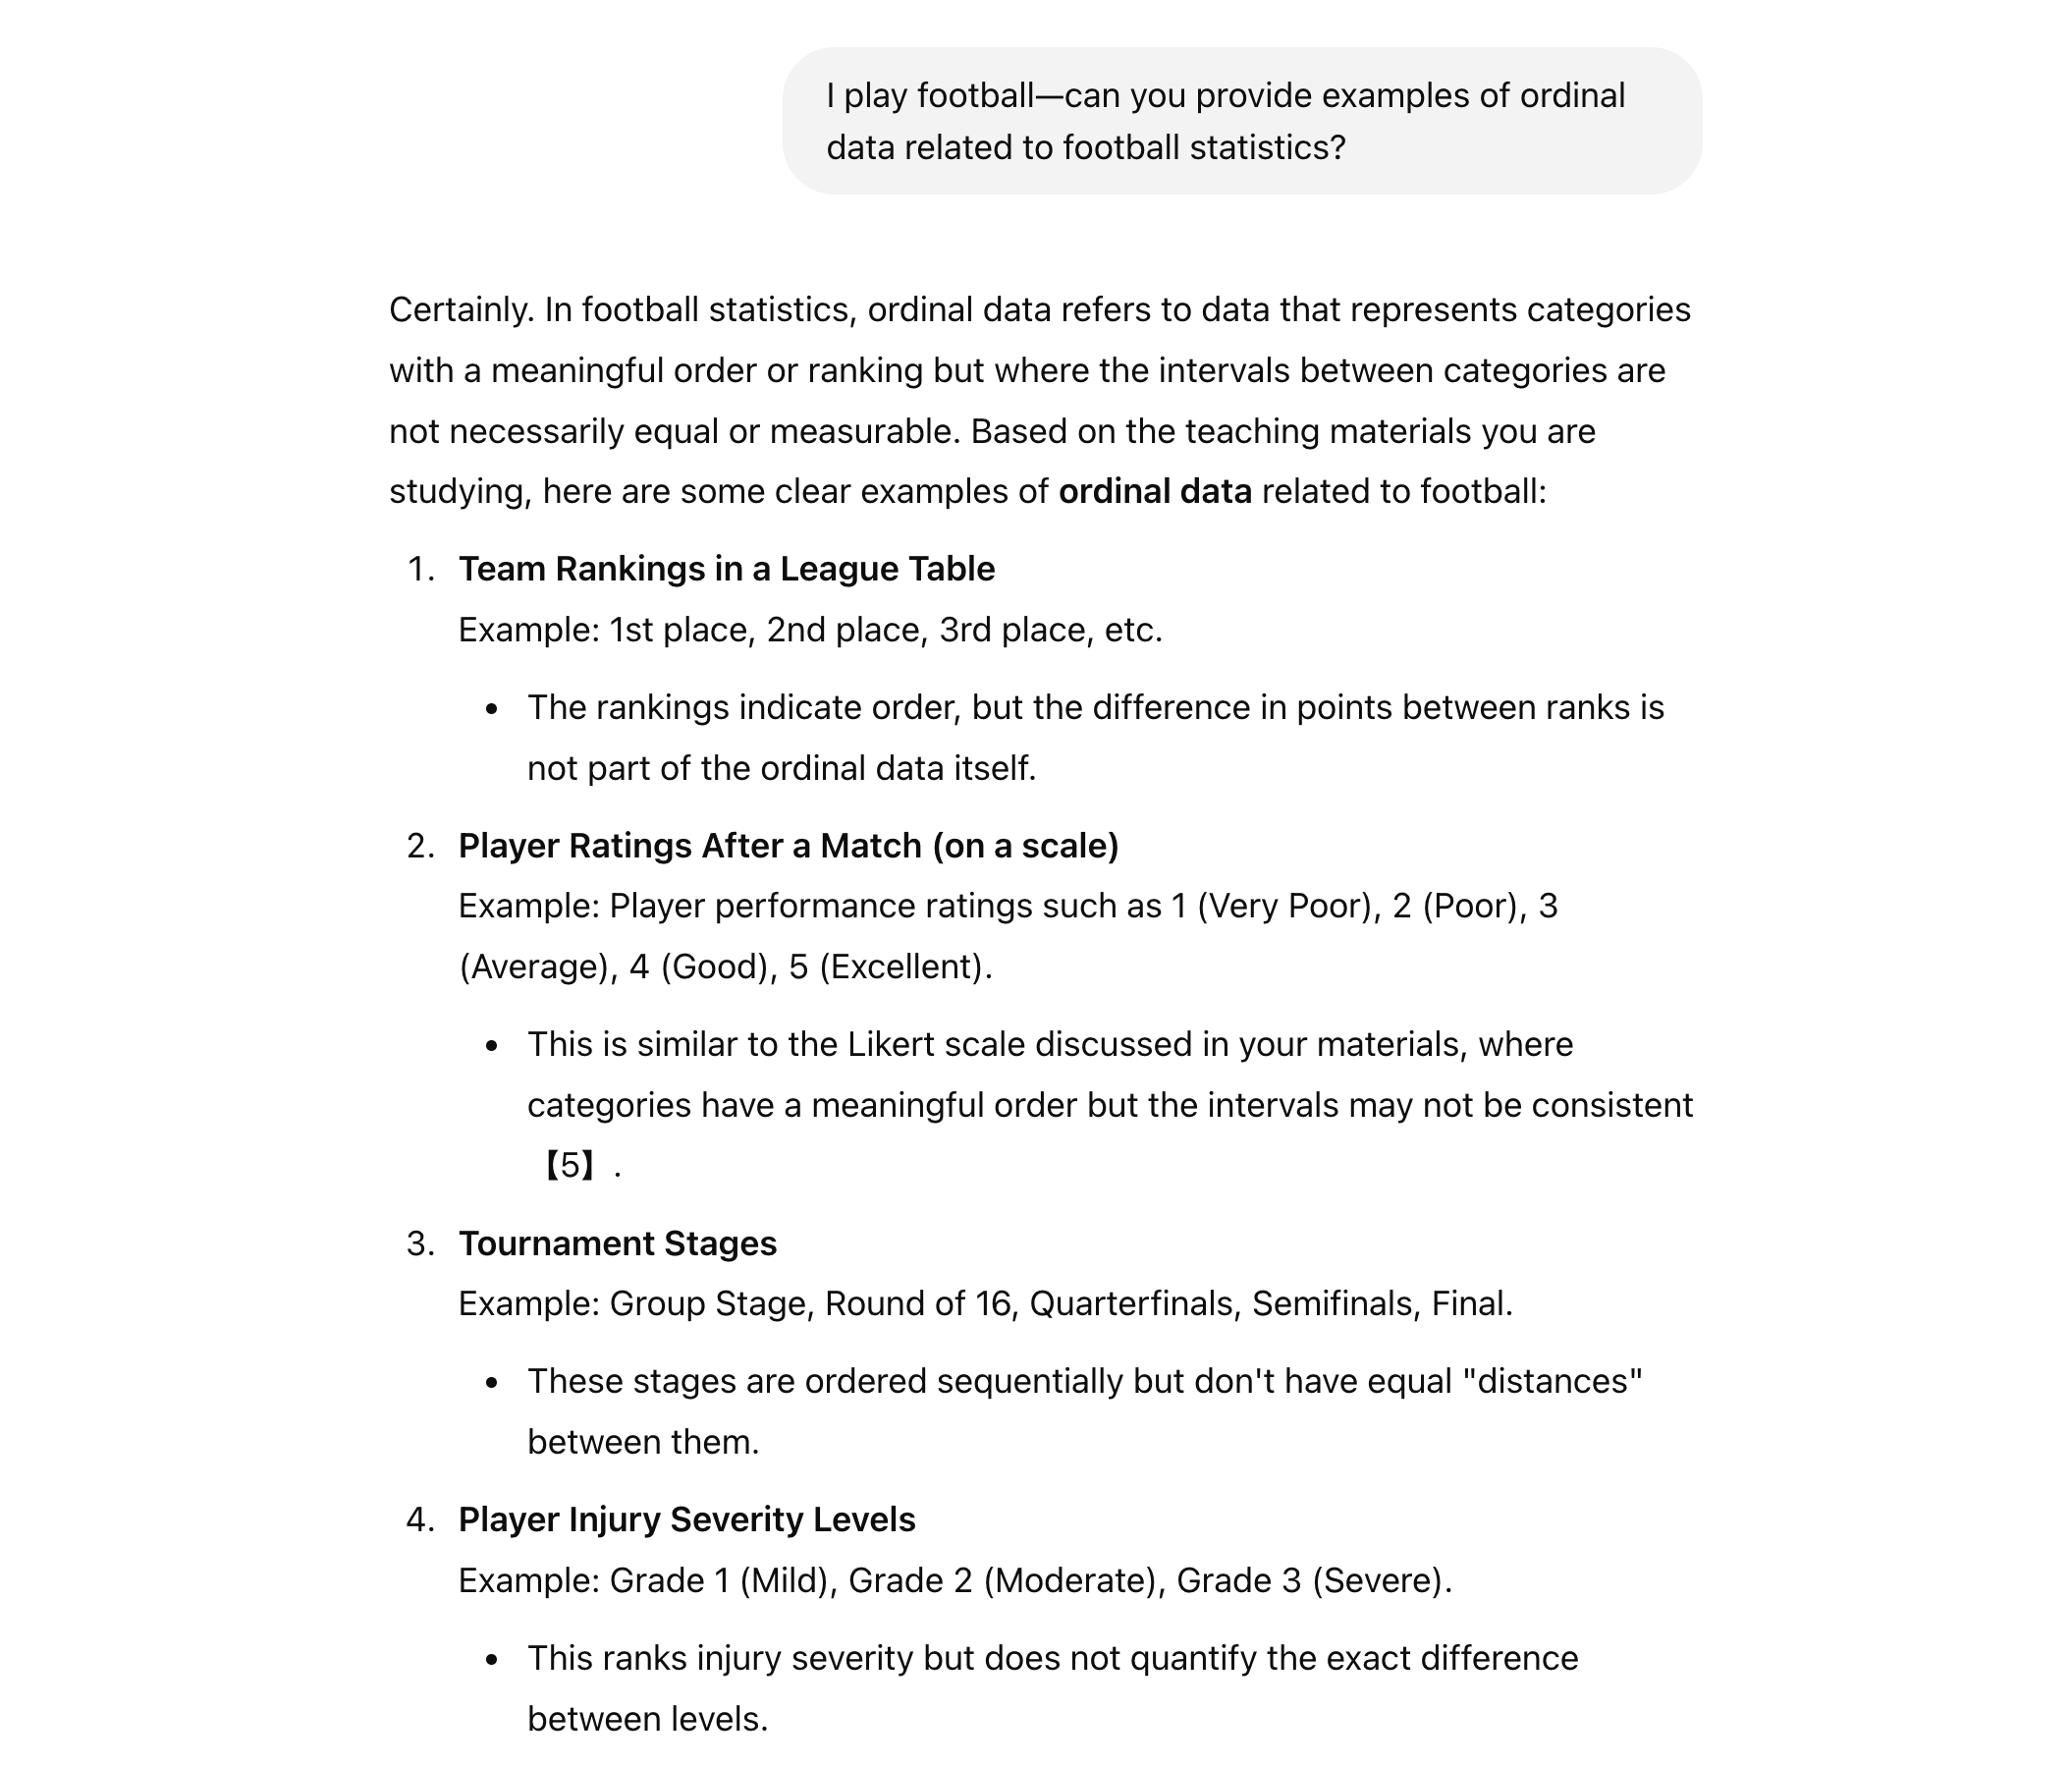 I play football—can you provide examples of ordinal
data related to football statistics?
Certainly. In football statistics, ordinal data refers to data that represents categories
with a meaningful order or ranking but where the intervals between categories are
not necessarily equal or measurable. Based on the teaching materials you are
studying, here are some clear examples of ordinal data related to football:
1. Team Rankings in a League Table
Example: 1st place, 2nd place, 3rd place, etc.
• The rankings indicate order, but the difference in points between ranks is
not part of the ordinal data itself.
2. Player Ratings After a Match (on a scale)
Example: Player performance ratings such as 1 (Very Poor), 2 (Poor), 3
(Average), 4 (Good), 5 (Excellent).
• This is similar to the Likert scale discussed in your materials, where
categories have a meaningful order but the intervals may not be consistent
【5】.
3. Tournament Stages
Example: Group Stage, Round of 16, Quarterfinals, Semifinals, Final.
• These stages are ordered sequentially but don't have equal "distances"
between them.
4. Player Injury Severity Levels
Example: Grade 1 (Mild), Grade 2 (Moderate), Grade 3 (Severe).
• This ranks injury severity but does not quantify the exact difference
between levels.